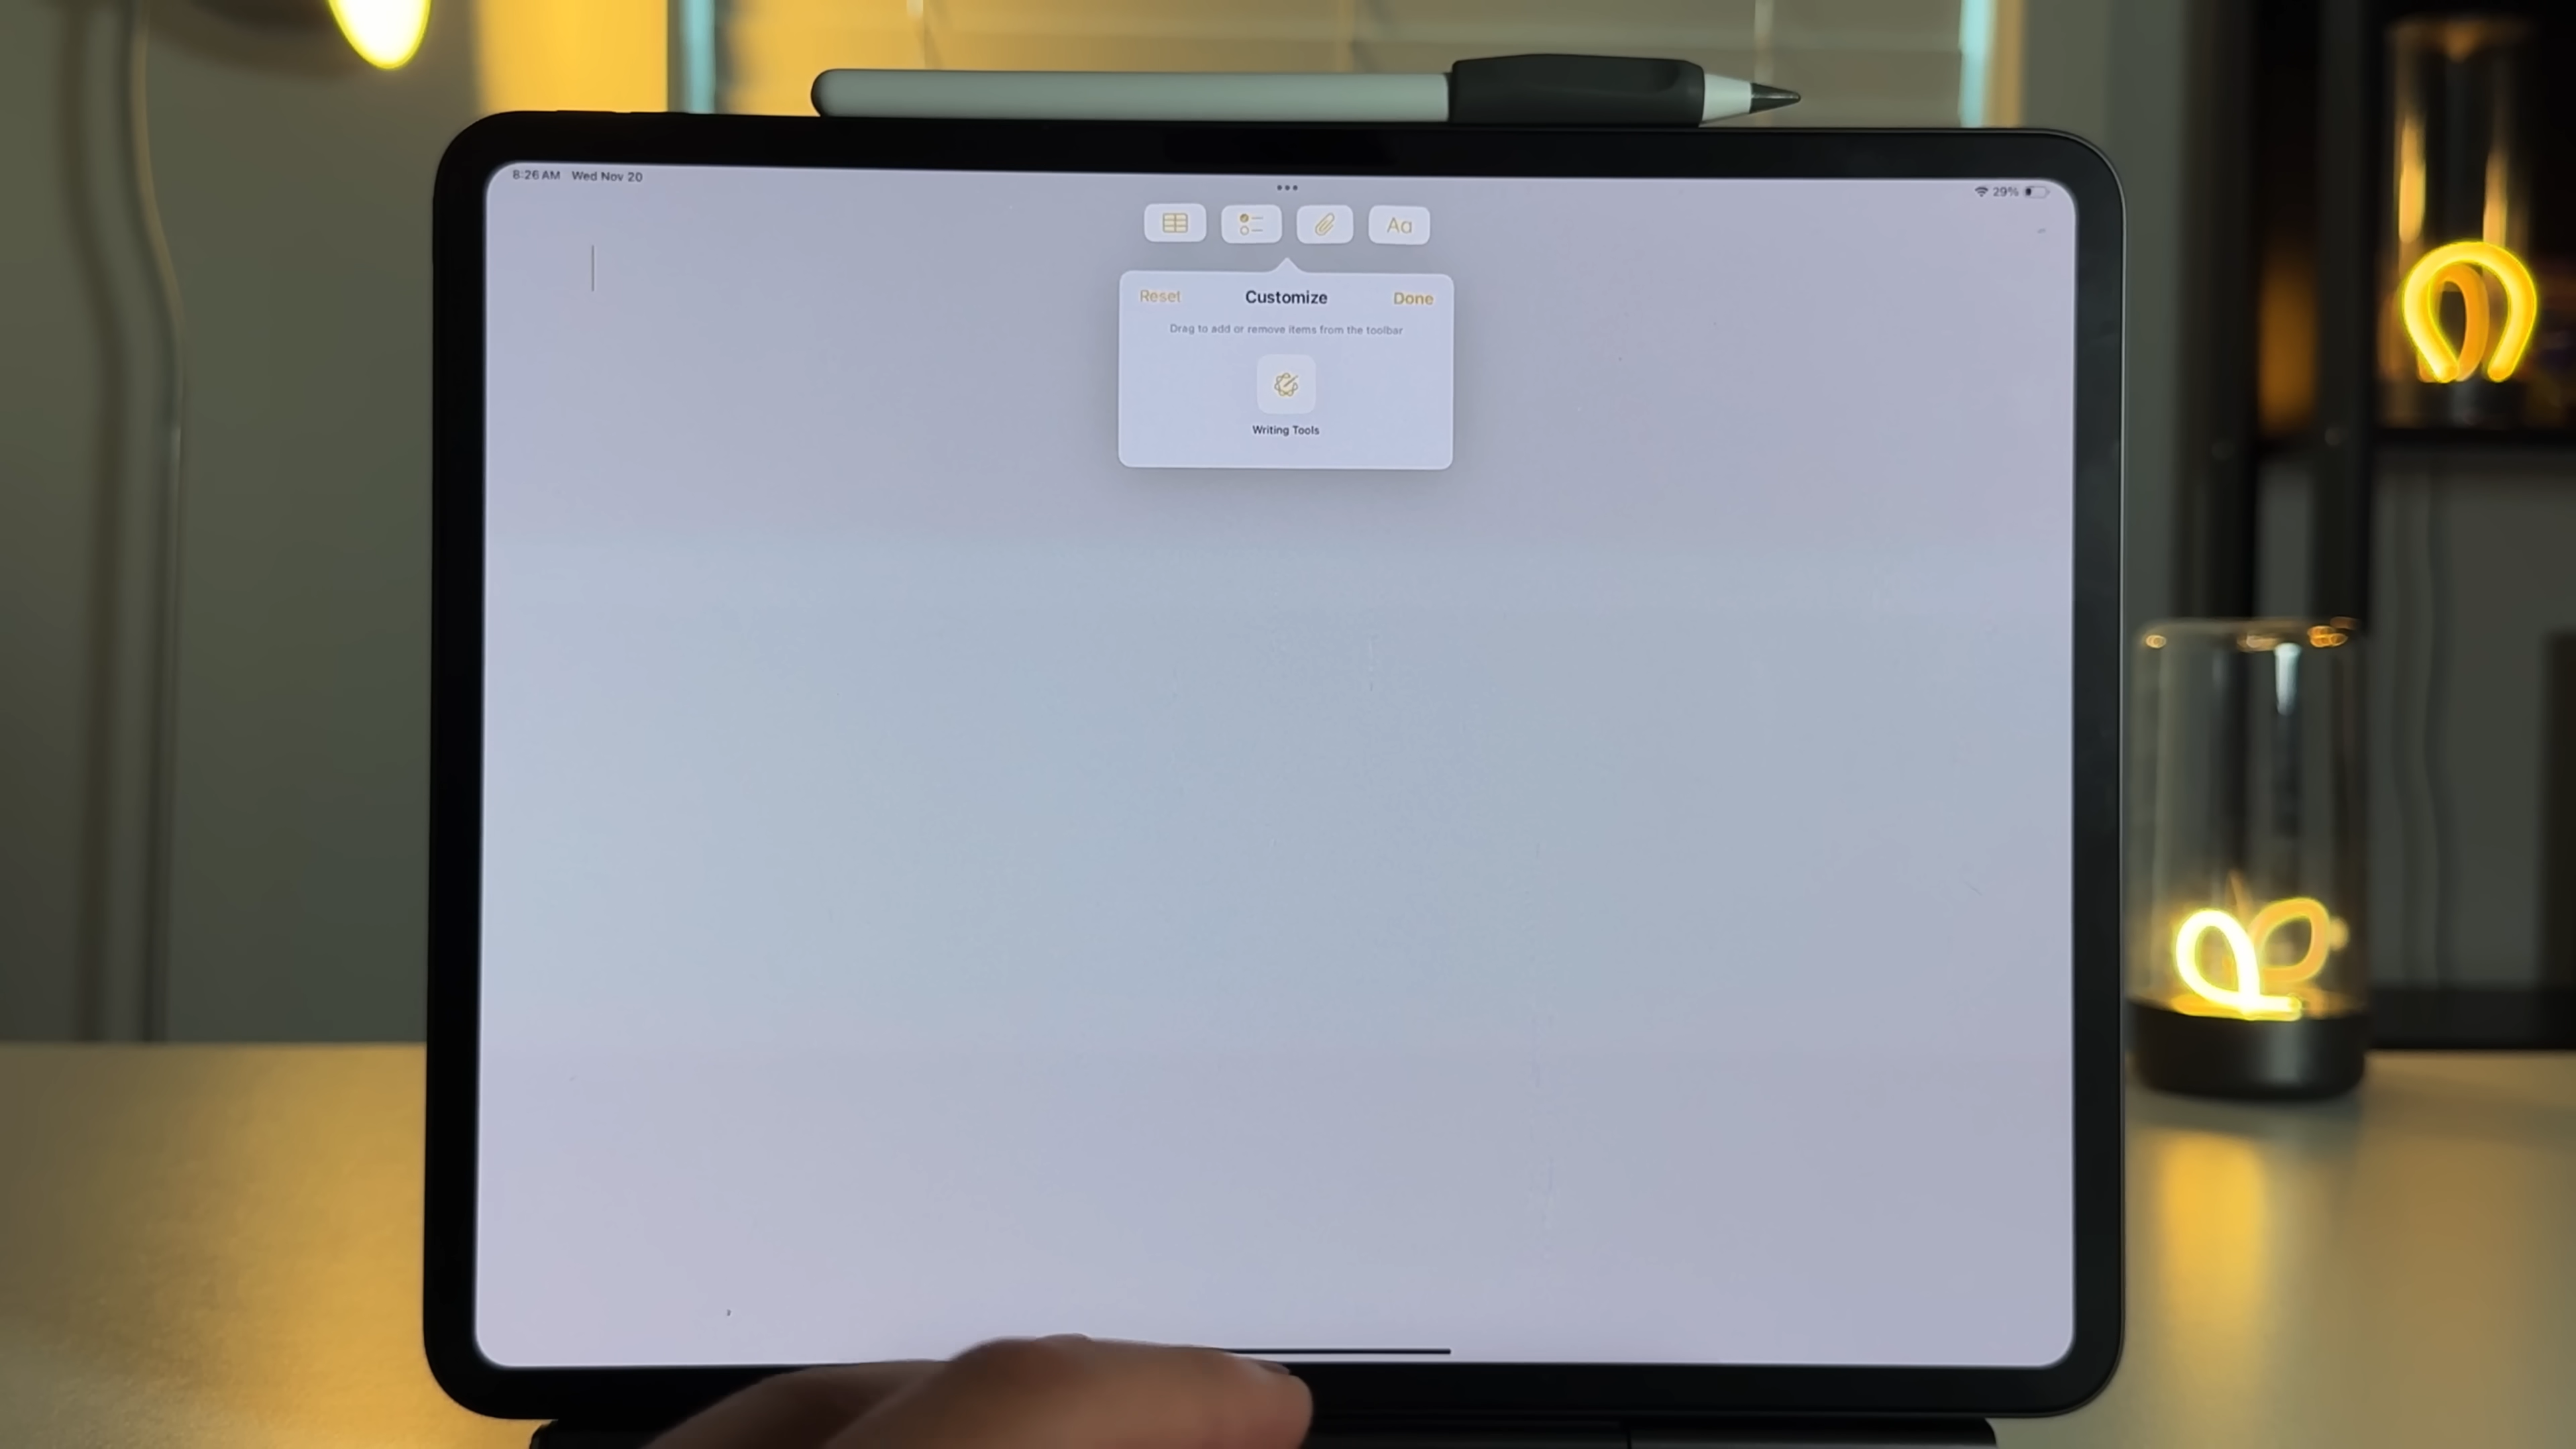 8:26 AM Wed Nov 20
29%
Aa
Reset Customize Done
Drag to add or remove items from the toolbar
Writing Tools